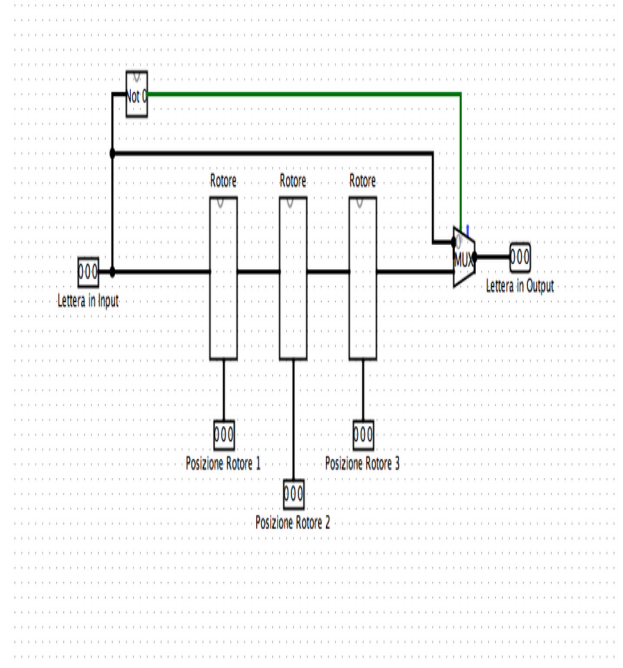 Not 0
Rotore Rotore Rotore
0
MUX
000
000
Lettera in Input
Lettera in Output
000
000
Posizione Rotore 1
Posizione Rotore 3
000
Posizione Rotore 2